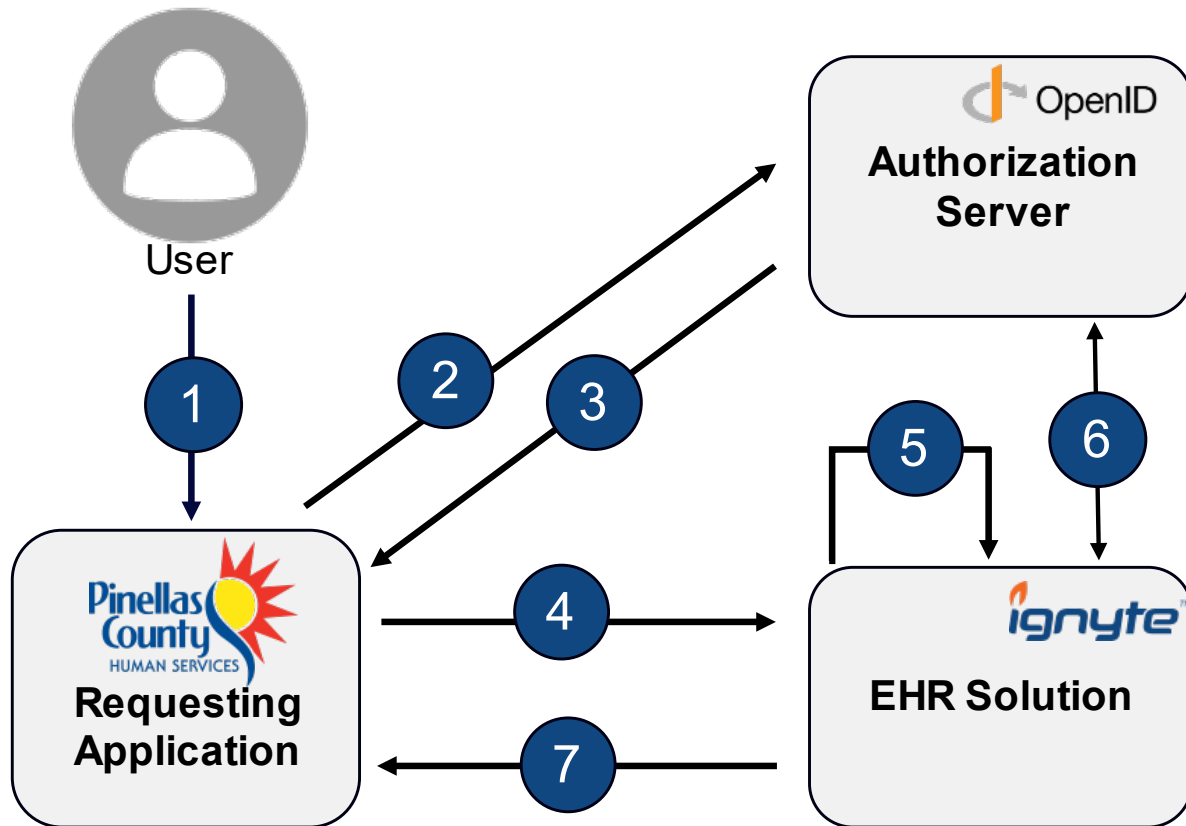 User
OpenID
Authorization
Server
1
2
3
5
6
Pinellas
County
HUMAN SERVICES
Requesting
Application
4
ignyte
EHR Solution
7